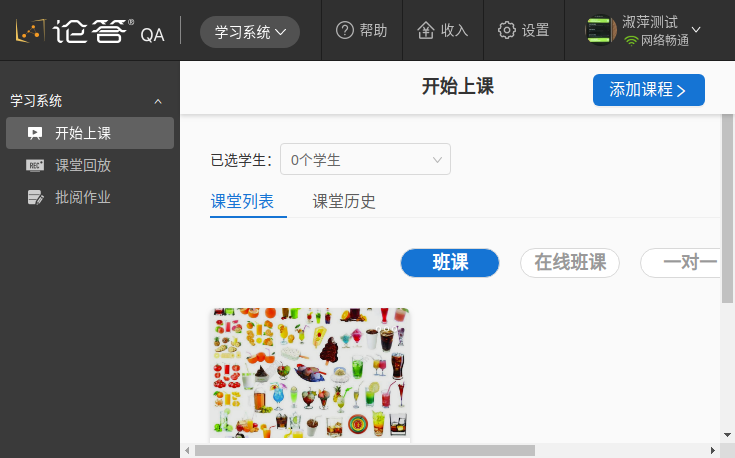 论答® QA
学习系统
帮助
收入
设置
淑萍测试
网络畅通
学习系统
开始上课
REC
课堂回放
批阅作业
开始上课
添加课程
已选学生：
0个学生
课堂列表
课堂历史
班课
在线班课
一对一